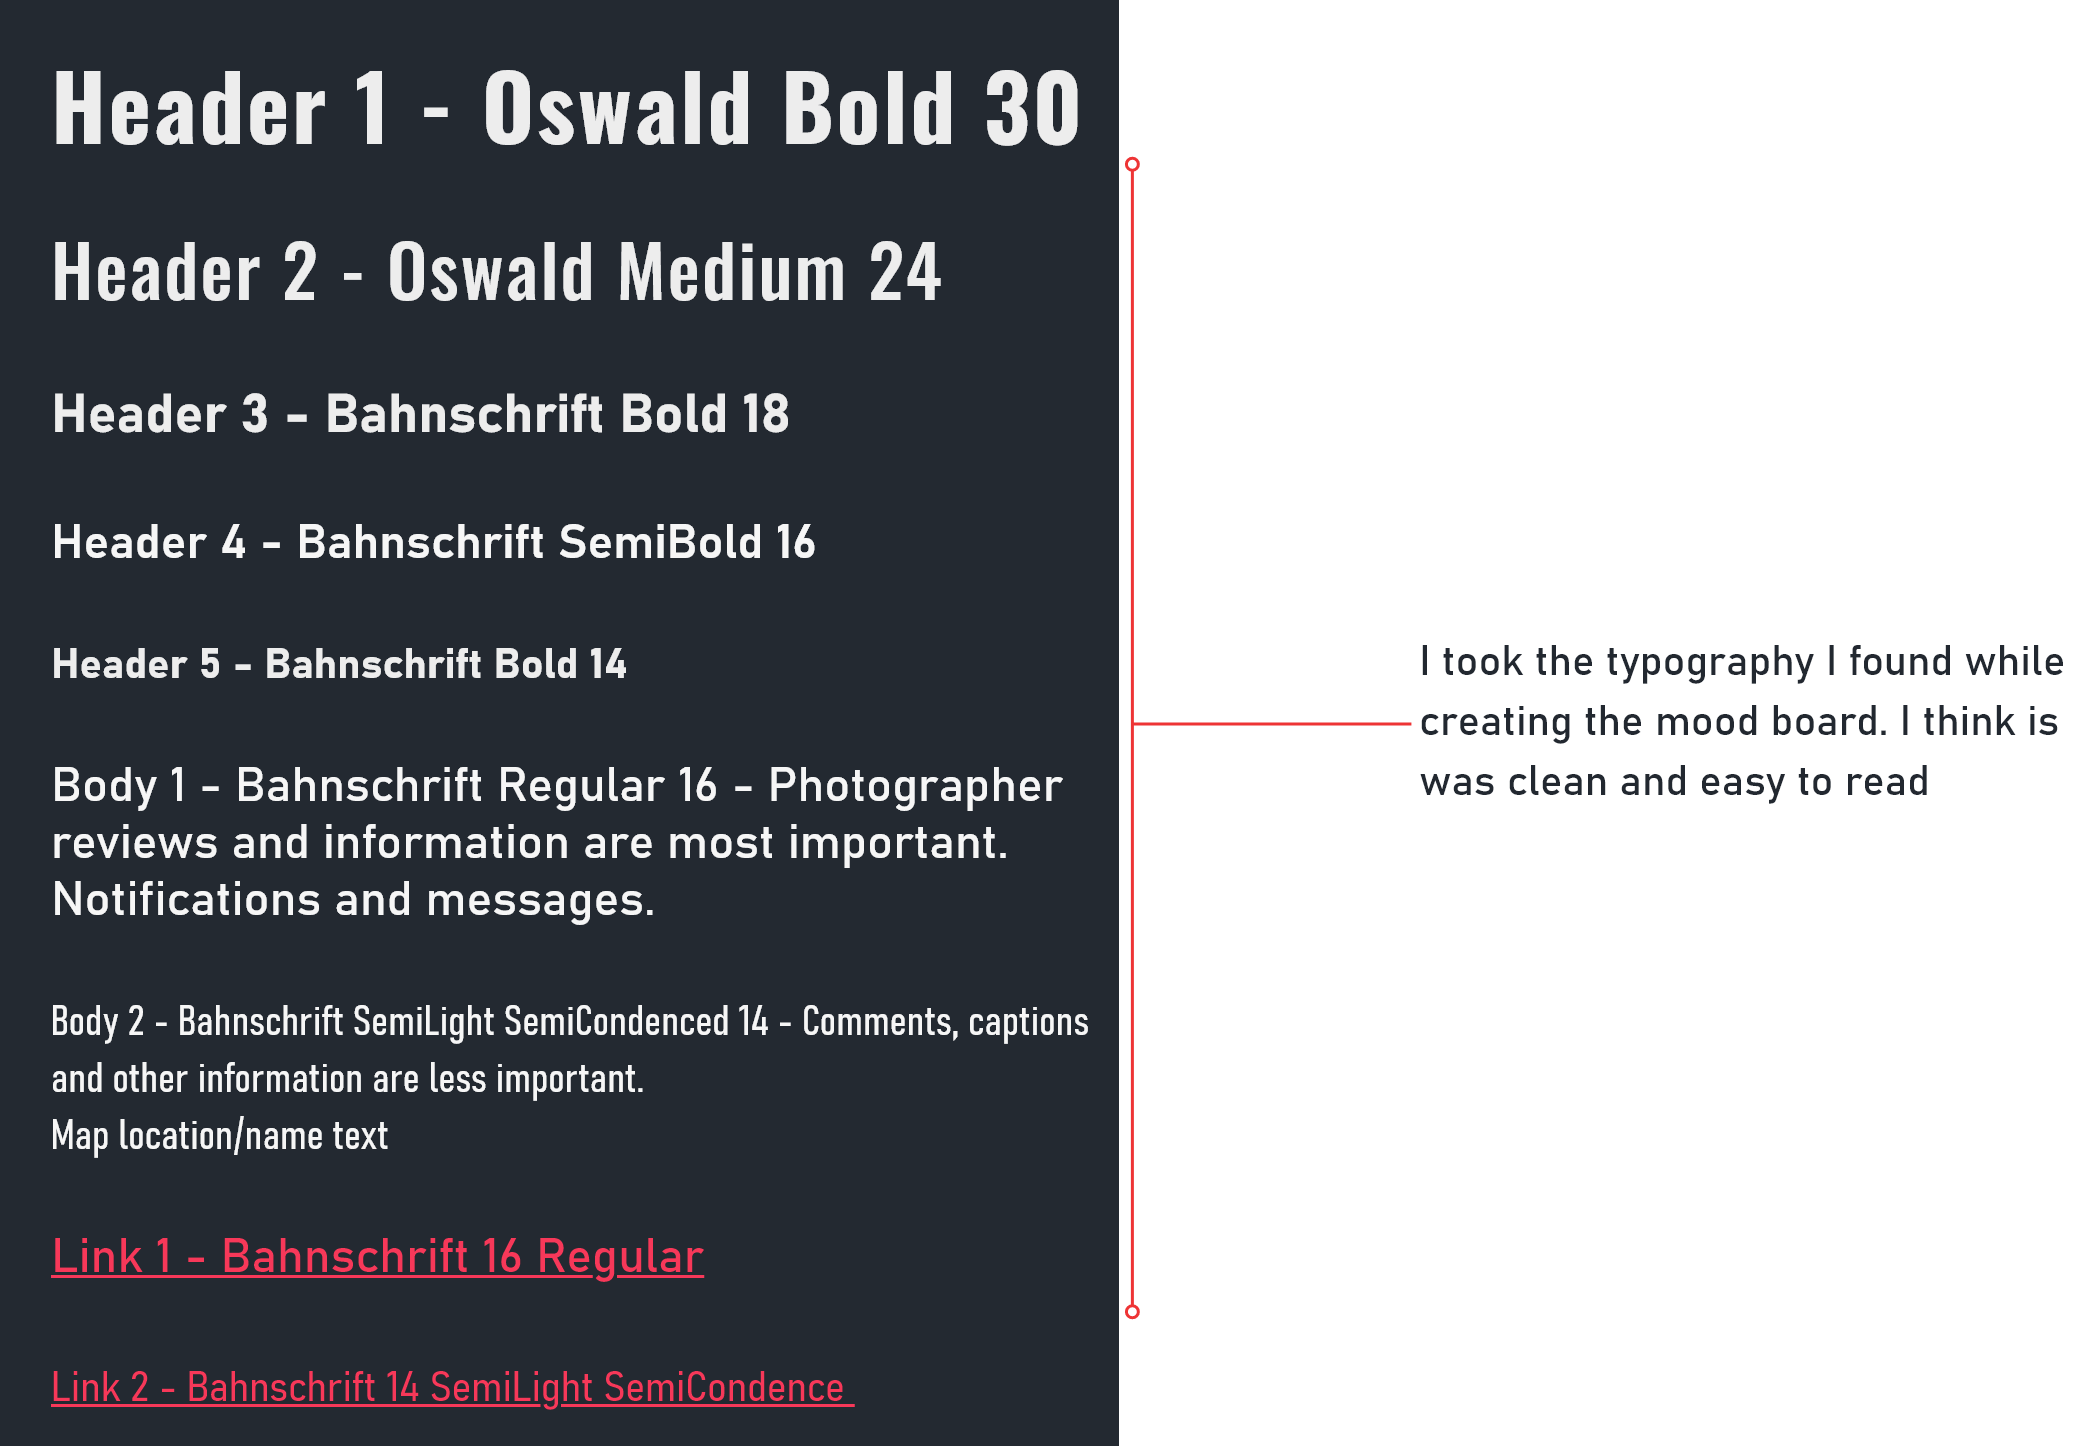 Header 1 - Oswald Bold 30
Header 2 - Oswald Medium 24
Header 3 - Bahnschrift Bold 18
Header 4 - Bahnschrift SemiBold 16
Header 5 - Bahnschrift Bold 14
Body 1 - Bahnschrift Regular 16 - Photographer
reviews and information are most important.
Notifications and messages.
Body 2 - Bahnschrift SemiLight SemiCondenced 14 - Comments, captions
and other information are less important.
Map location/name text
Link 1 - Bahnschrift 16 Regular
Link 2 - Bahnschrift 14 SemiLight SemiCondence
I took the typography I found while
creating the mood board. I think is
was clean and easy to read